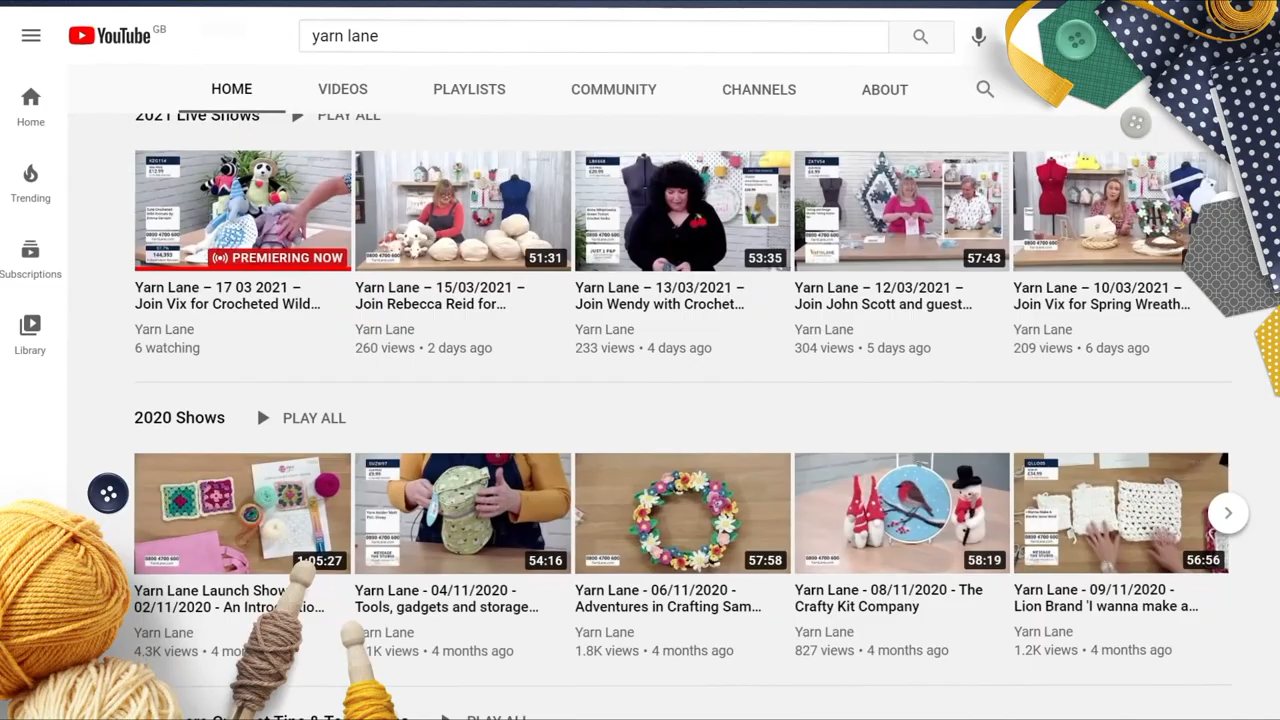 YouTube GB
yarn lane
HOME VIDEOS PLAYLISTS COMMUNITY CHANNELS ABOUT
Home
Trending
Subscriptions
Library
2021 Live Shows PLAY ALL
PREMIERING NOW
51:31
53:35
57:43
Yarn Lane – 17 03 2021 –
Join Vix for Crocheted Wild...
Yarn Lane
6 watching
Yarn Lane – 15/03/2021 –
Join Rebecca Reid for...
Yarn Lane
260 views • 2 days ago
Yarn Lane – 13/03/2021 –
Join Wendy with Crochet...
Yarn Lane
233 views • 4 days ago
Yarn Lane – 12/03/2021 –
Join John Scott and guest...
Yarn Lane
304 views • 5 days ago
Yarn Lane – 10/03/2021 –
Join Vix for Spring Wreath...
Yarn Lane
209 views • 6 days ago
2020 Shows PLAY ALL
1:05:27
54:16
57:58
58:19
56:56
Yarn Lane Launch Show
02/11/2020 - An
Yarn Lane
4.3K views • 4
Yarn Lane - 04/11/2020 -
Tools, gadgets and storage...
Lane
views • 4 months ago
Yarn Lane - 06/11/2020 -
Adventures in Crafting Sam...
Yarn Lane
1.8K views • 4 months ago
Yarn Lane - 08/11/2020 - The
Crafty Kit Company
Yarn Lane
827 views • 4 months ago
Yarn Lane - 09/11/2020 -
Lion Brand 'I wanna make a...
Yarn Lane
1.2K views • 4 months ago
PLAY ALL